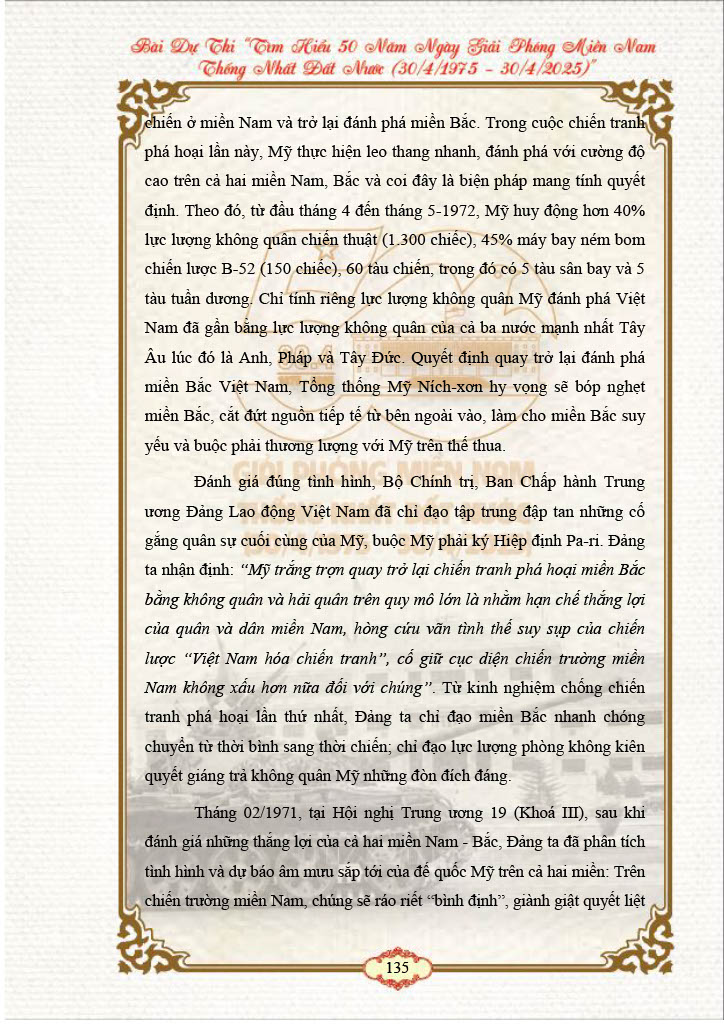 Bài Dự Thi "Tìm Hiểu 50 Năm Ngày Giải Phóng Miền Nam
Thống Nhất Đất Nước (30/4/1975 - 30/4/2025)"
chiến ở miền Nam và trở lại đánh phá miền Bắc. Trong cuộc chiến tranh
phá hoại lần này, Mỹ thực hiện leo thang nhanh, đánh phá với cường độ
cao trên cả hai miền Nam, Bắc và coi đây là biện pháp mang tính quyết
định. Theo đó, từ đầu tháng 4 đến tháng 5-1972, Mỹ huy động hơn 40%
lực lượng không quân chiến thuật (1.300 chiếc), 45% máy bay ném bom
chiến lược B-52 (150 chiếc), 60 tàu chiến, trong đó có 5 tàu sân bay và 5
tàu tuần dương. Chỉ tính riêng lực lượng không quân Mỹ đánh phá Việt
Nam đã gần bằng lực lượng không quân của cả ba nước mạnh nhất Tây
Âu lúc đó là Anh, Pháp và Tây Đức. Quyết định quay trở lại đánh phá
miền Bắc Việt Nam, Tổng thống Mỹ Ních-xơn hy vọng sẽ bóp nghẹt
miền Bắc, cắt đứt nguồn tiếp tế từ bên ngoài vào, làm cho miền Bắc suy
yếu và buộc phải thương lượng với Mỹ trên thế thua.
30.4
GIẢI PHÓNG MIỀN NAM
THỐNG NHẤT ĐẤT NƯỚC
(30/4/1975 - 30/4/2025)
Đánh giá đúng tình hình, Bộ Chính trị, Ban Chấp hành Trung
ương Đảng Lao động Việt Nam đã chỉ đạo tập trung đập tan những cố
gắng quân sự cuối cùng của Mỹ, buộc Mỹ phải ký Hiệp định Pa-ri. Đảng
ta nhận định: “Mỹ trắng trợn quay trở lại chiến tranh phá hoại miền Bắc
bằng không quân và hải quân trên quy mô lớn là nhằm hạn chế thắng lợi
của quân và dân miền Nam, hòng cứu vãn tình thế suy sụp của chiến
lược “Việt Nam hóa chiến tranh”, cố giữ cục diện chiến trường miền
Nam không xấu hơn nữa đối với chúng”. Từ kinh nghiệm chống chiến
tranh phá hoại lần thứ nhất, Đảng ta chỉ đạo miền Bắc nhanh chóng
chuyển từ thời bình sang thời chiến; chỉ đạo lực lượng phòng không kiên
quyết giáng trả không quân Mỹ những đòn đích đáng.
Tháng 02/1971, tại Hội nghị Trung ương 19 (Khoá III), sau khi
đánh giá những thắng lợi của cả hai miền Nam - Bắc, Đảng ta đã phân tích
tình hình và dự báo âm mưu sắp tới của đế quốc Mỹ trên cả hai miền: Trên
chiến trường miền Nam, chúng sẽ ráo riết “bình định”, giành giật quyết liệt
135